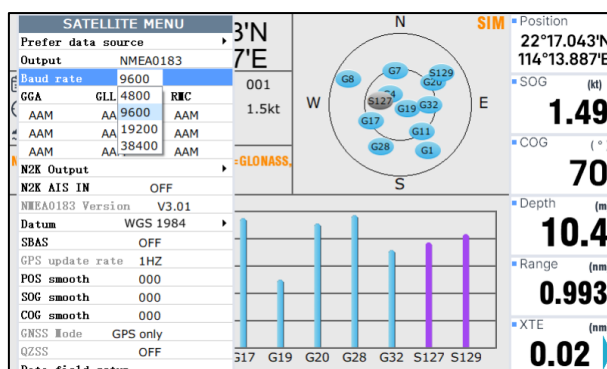 SATELLITE MENU
Prefer data source
Output NMEA0183
Baud rate 9600
4800
9600
19200
38400
GGA GLL RMC
AAM AAM
AAM AAM
AAM AAM
N2K Output
N2K AIS IN OFF
NMEA0183 Version V3.01
Datum WGS 1984
SBAS OFF
GPS update rate 1HZ
POS smooth 000
SOG smooth 000
COG smooth 000
GNSS Mode GPS only
QZSS OFF
3'N
7'E
001
1.5kt
=GLONASS,
N
W
E
S
SIM
G8
G7
S129
G20
S127
G19
G32
G17
G11
G28
G1
G17 G19 G20 G28 G32 S127 S129
Position
22°17.043'N
114°13.887'E
SOG (kt)
1.49
COG (°)
70
Depth (m
10.4
Range (nm
0.993
XTE (nm
0.02